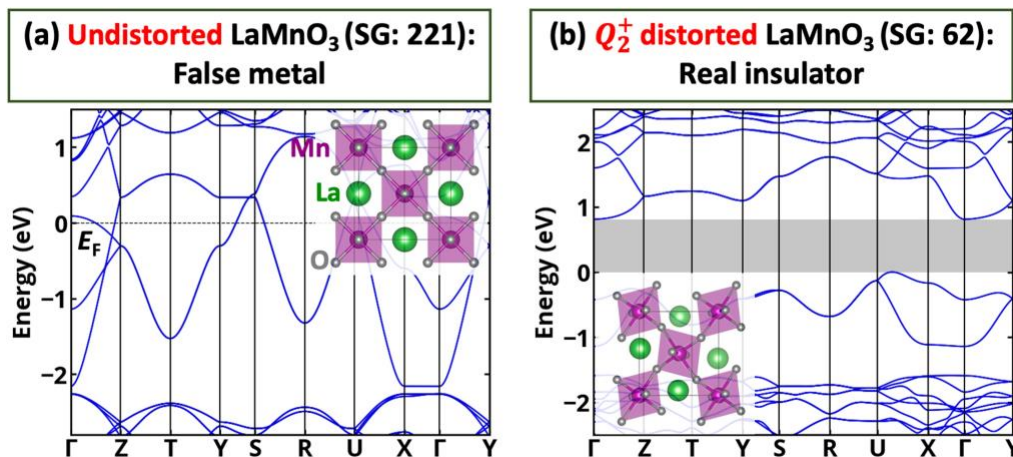 (a) Undistorted LaMnO₃ (SG: 221):
False metal
(b) Q₂⁺ distorted LaMnO₃ (SG: 62):
Real insulator
Energy (eV)
1
0
−1
−2
E_F
Mn
La
O
Γ Z T Y S R U X Γ Y
Energy (eV)
2
1
0
−1
−2
Γ Z T Y S R U X Γ Y